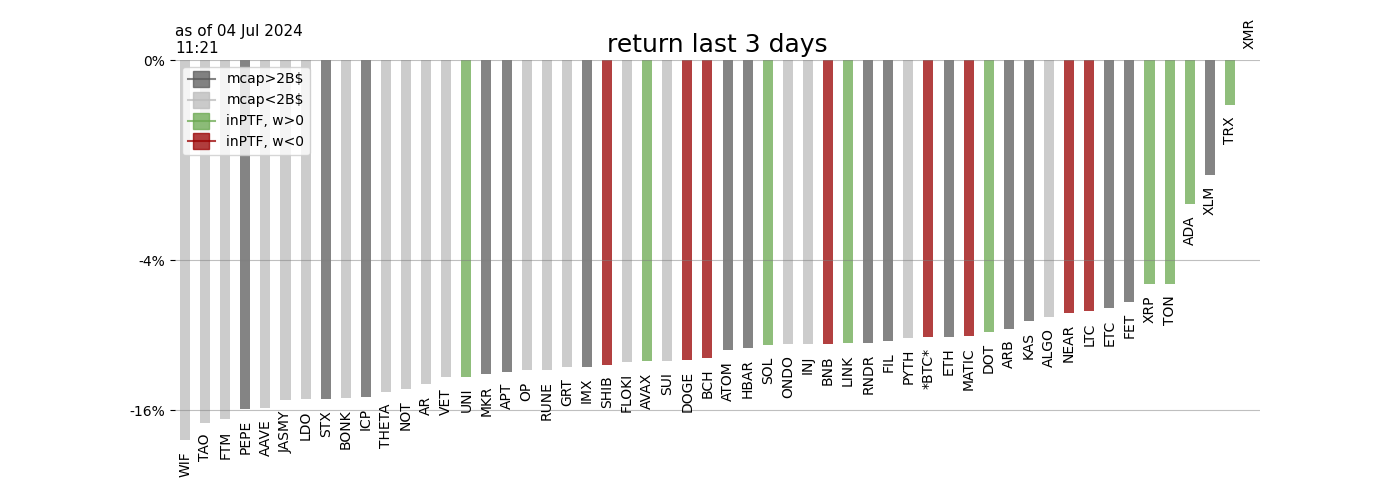 as of 04 Jul 2024
11:21
return last 3 days
XMR
0%
-4%
-16%
mcap>2B$
mcap<2B$
inPTF, w>0
inPTF, w<0
WIF
TAO
FTM
PEPE
AAVE
JASMY
LDO
STX
BONK
ICP
THETA
NOT
AR
VET
UNI
MKR
APT
OP
RUNE
GRT
IMX
SHIB
FLOKI
AVAX
SUI
DOGE
BCH
ATOM
HBAR
SOL
ONDO
INJ
BNB
LINK
RNDR
FIL
PYTH
*BTC*
ETH
MATIC
DOT
ARB
KAS
ALGO
NEAR
LTC
ETC
FET
XRP
TON
ADA
XLM
TRX